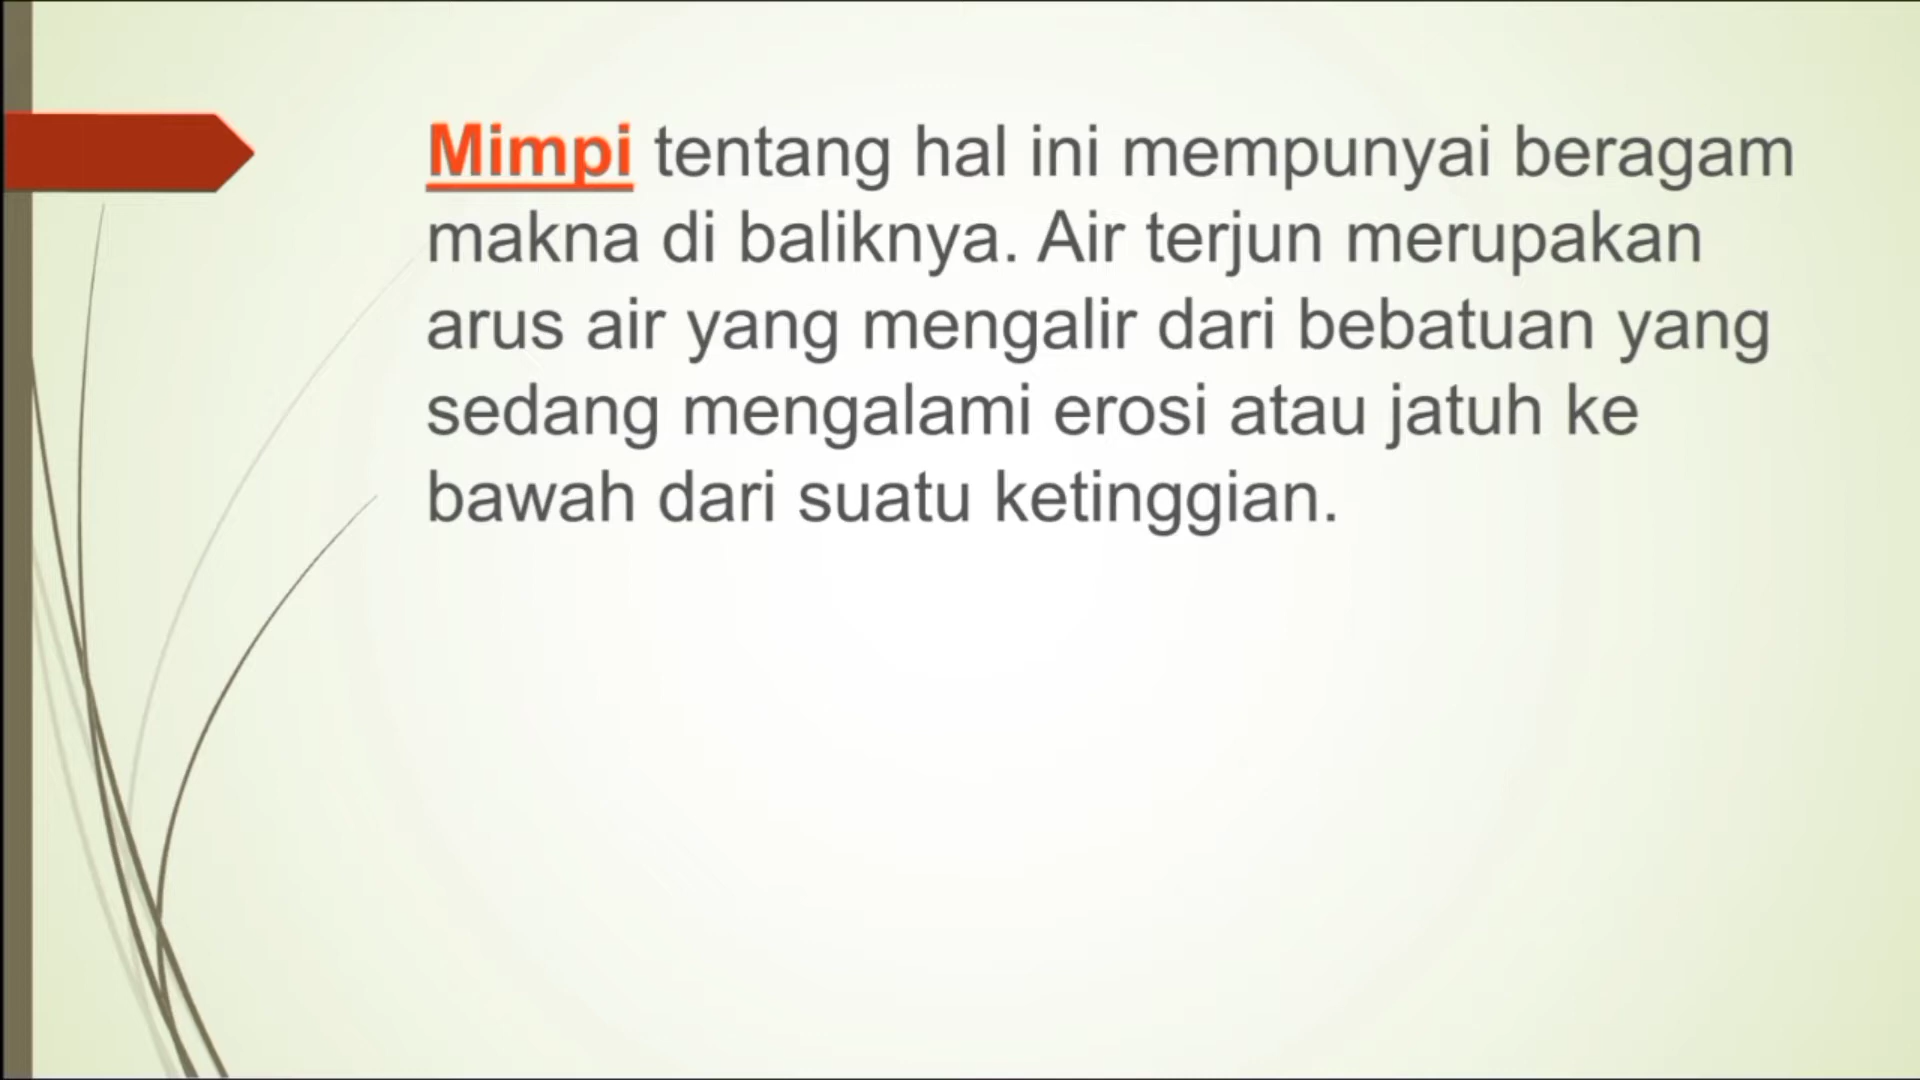 Mimpi tentang hal ini mempunyai beragam
makna di baliknya. Air terjun merupakan
arus air yang mengalir dari bebatuan yang
sedang mengalami erosi atau jatuh ke
bawah dari suatu ketinggian.